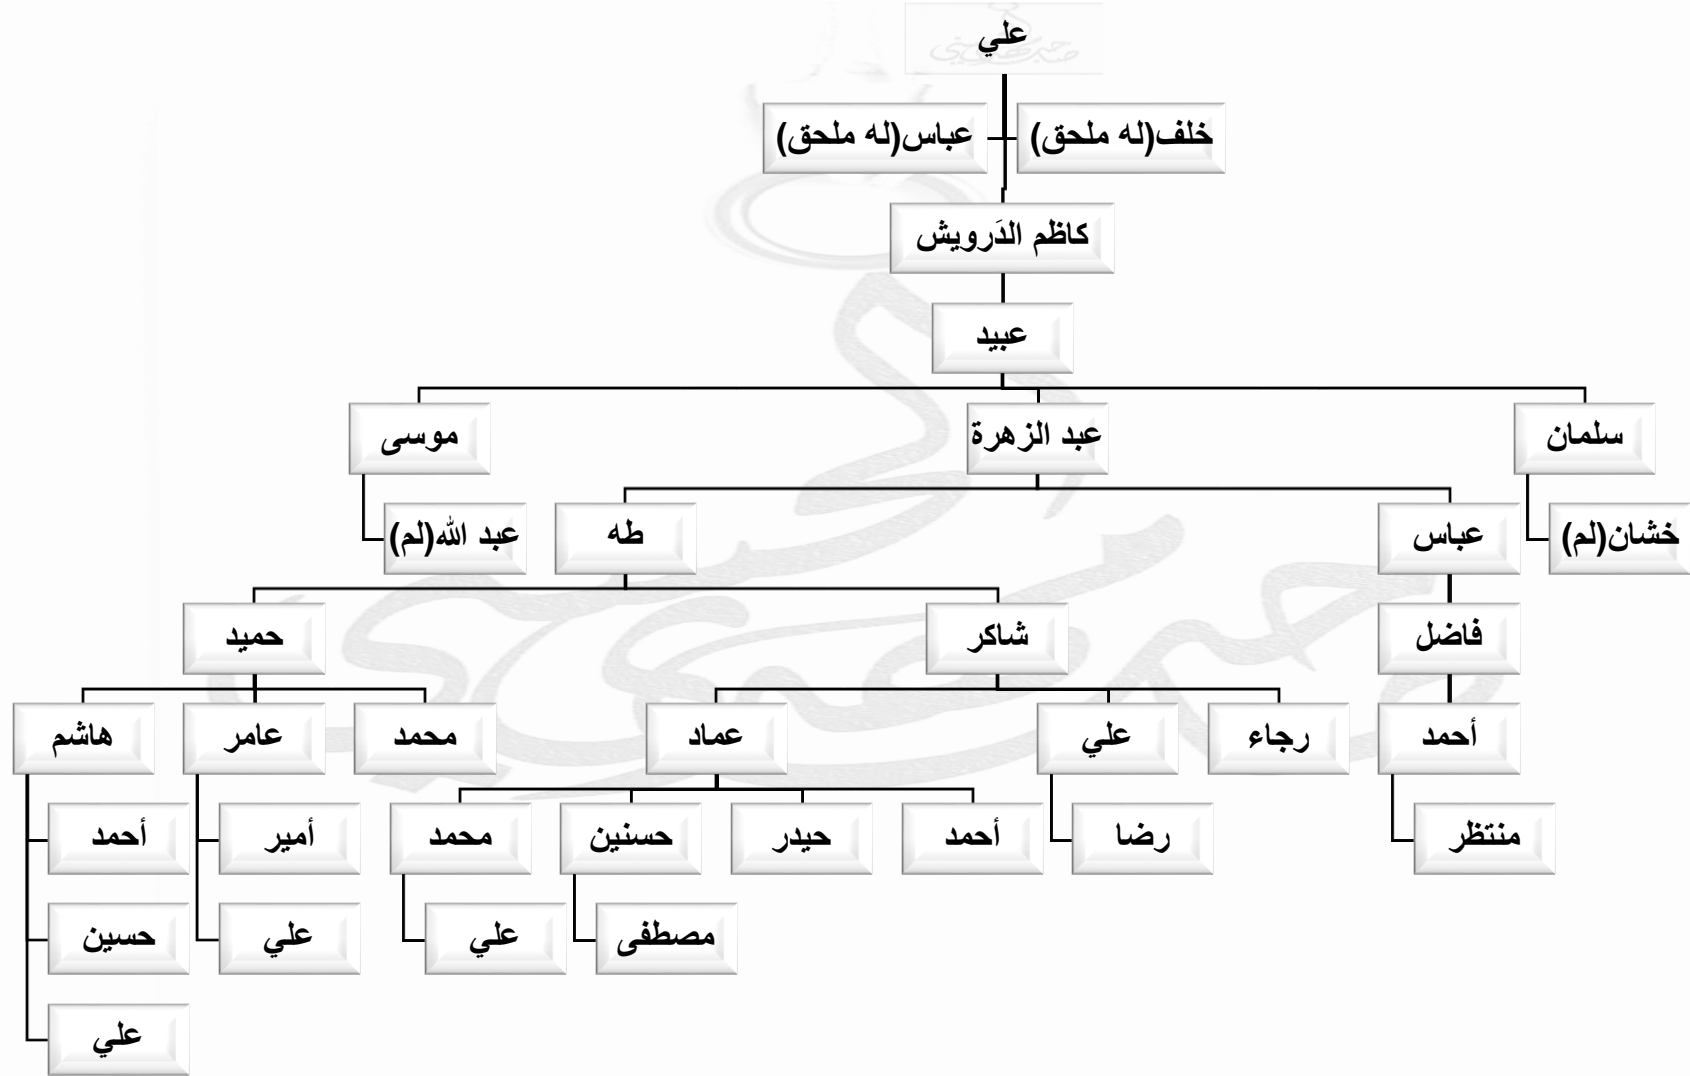 علي
خلف(له ملحق)
عباس(له ملحق)
كاظم الدَرويش
عبيد
سلمان
عبد الزهرة
موسى
خشان(لم)
عباس
طه
عبد الله(لم)
فاضل
شاكر
حميد
أحمد
رجاء
علي
عماد
محمد
عامر
هاشم
منتظر
رضا
أحمد
حيدر
حسنين
محمد
أمير
أحمد
مصطفى
علي
علي
حسين
علي